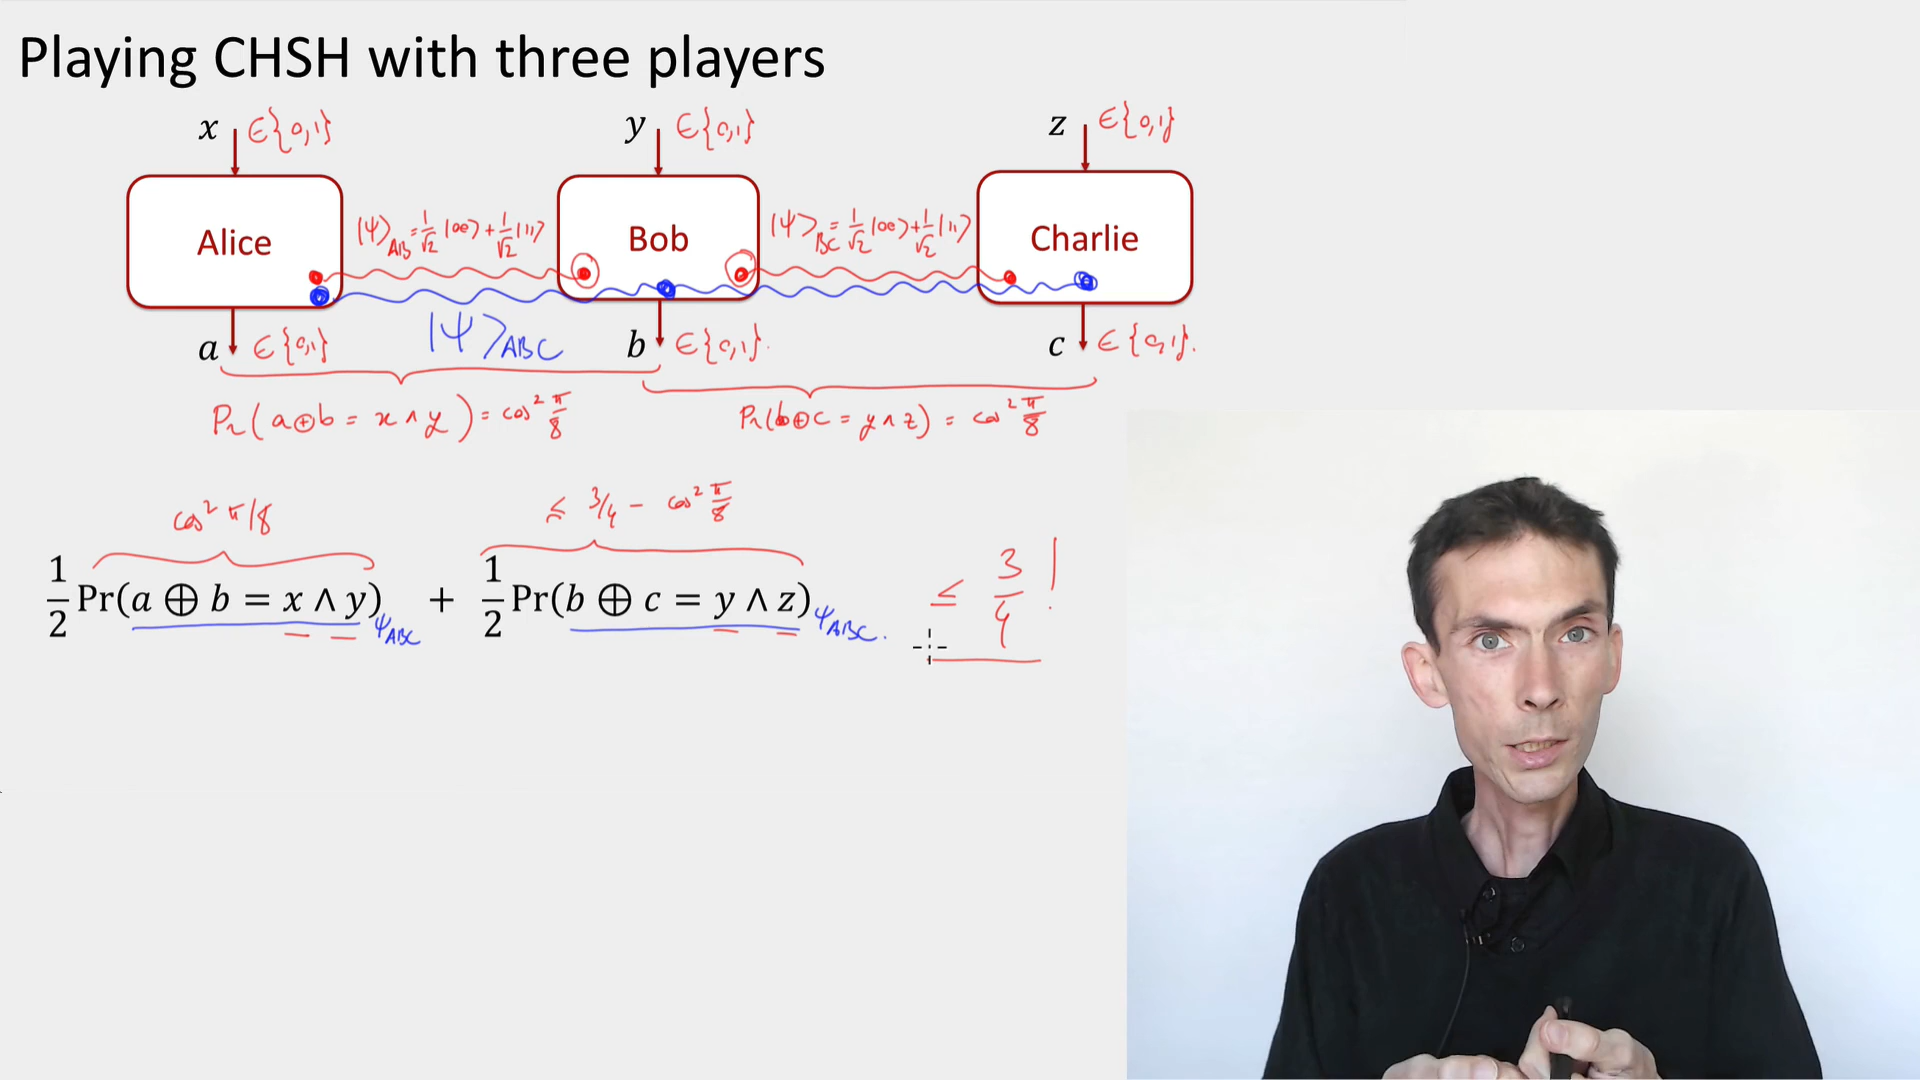 Playing CHSH with three players
x ∈{0,1} y ∈{0,1} z ∈{0,1}
|ψ⟩AB = 1/√2 |00⟩ + 1/√2 |11⟩ |ψ⟩BC = 1/√2 |00⟩ + 1/√2 |11⟩
Alice Bob Charlie
a ∈{0,1} |Ψ⟩ABC b ∈{0,1}. c ∈{0,1}.
Pr(a⊕b = x∧y) = cos² π/8 Pr(b⊕c = y∧z) = cos² π/8
cos² π/8 ≤ 3/4 - cos² π/8
1/2 Pr(a ⊕ b = x ∧ y)ψABC + 1/2 Pr(b ⊕ c = y ∧ z)ψABC. ≤ 3/4 !